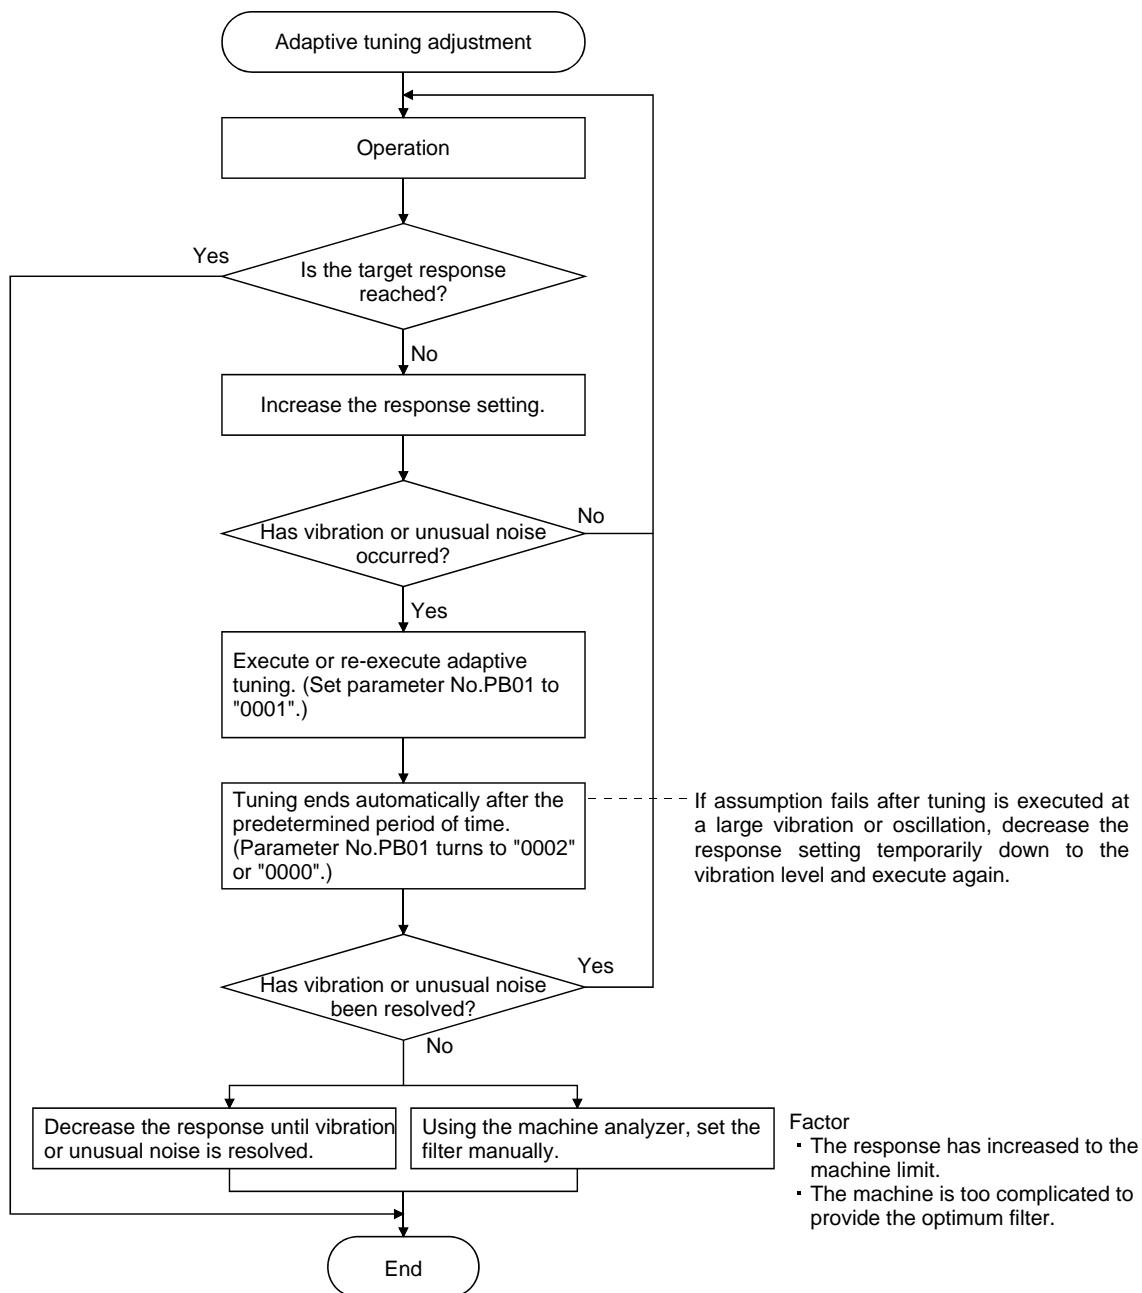 Adaptive tuning adjustment
Operation
Yes
Is the target response
reached?
No
Increase the response setting.
Has vibration or unusual noise
occurred?
No
Yes
Execute or re-execute adaptive
tuning. (Set parameter No.PB01 to
"0001".)
Tuning ends automatically after the
predetermined period of time.
(Parameter No.PB01 turns to "0002"
or "0000".)
If assumption fails after tuning is executed at
a large vibration or oscillation, decrease the
response setting temporarily down to the
vibration level and execute again.
Has vibration or unusual noise
been resolved?
Yes
No
Decrease the response until vibration
or unusual noise is resolved.
Using the machine analyzer, set the
filter manually.
Factor
· The response has increased to the
machine limit.
· The machine is too complicated to
provide the optimum filter.
End